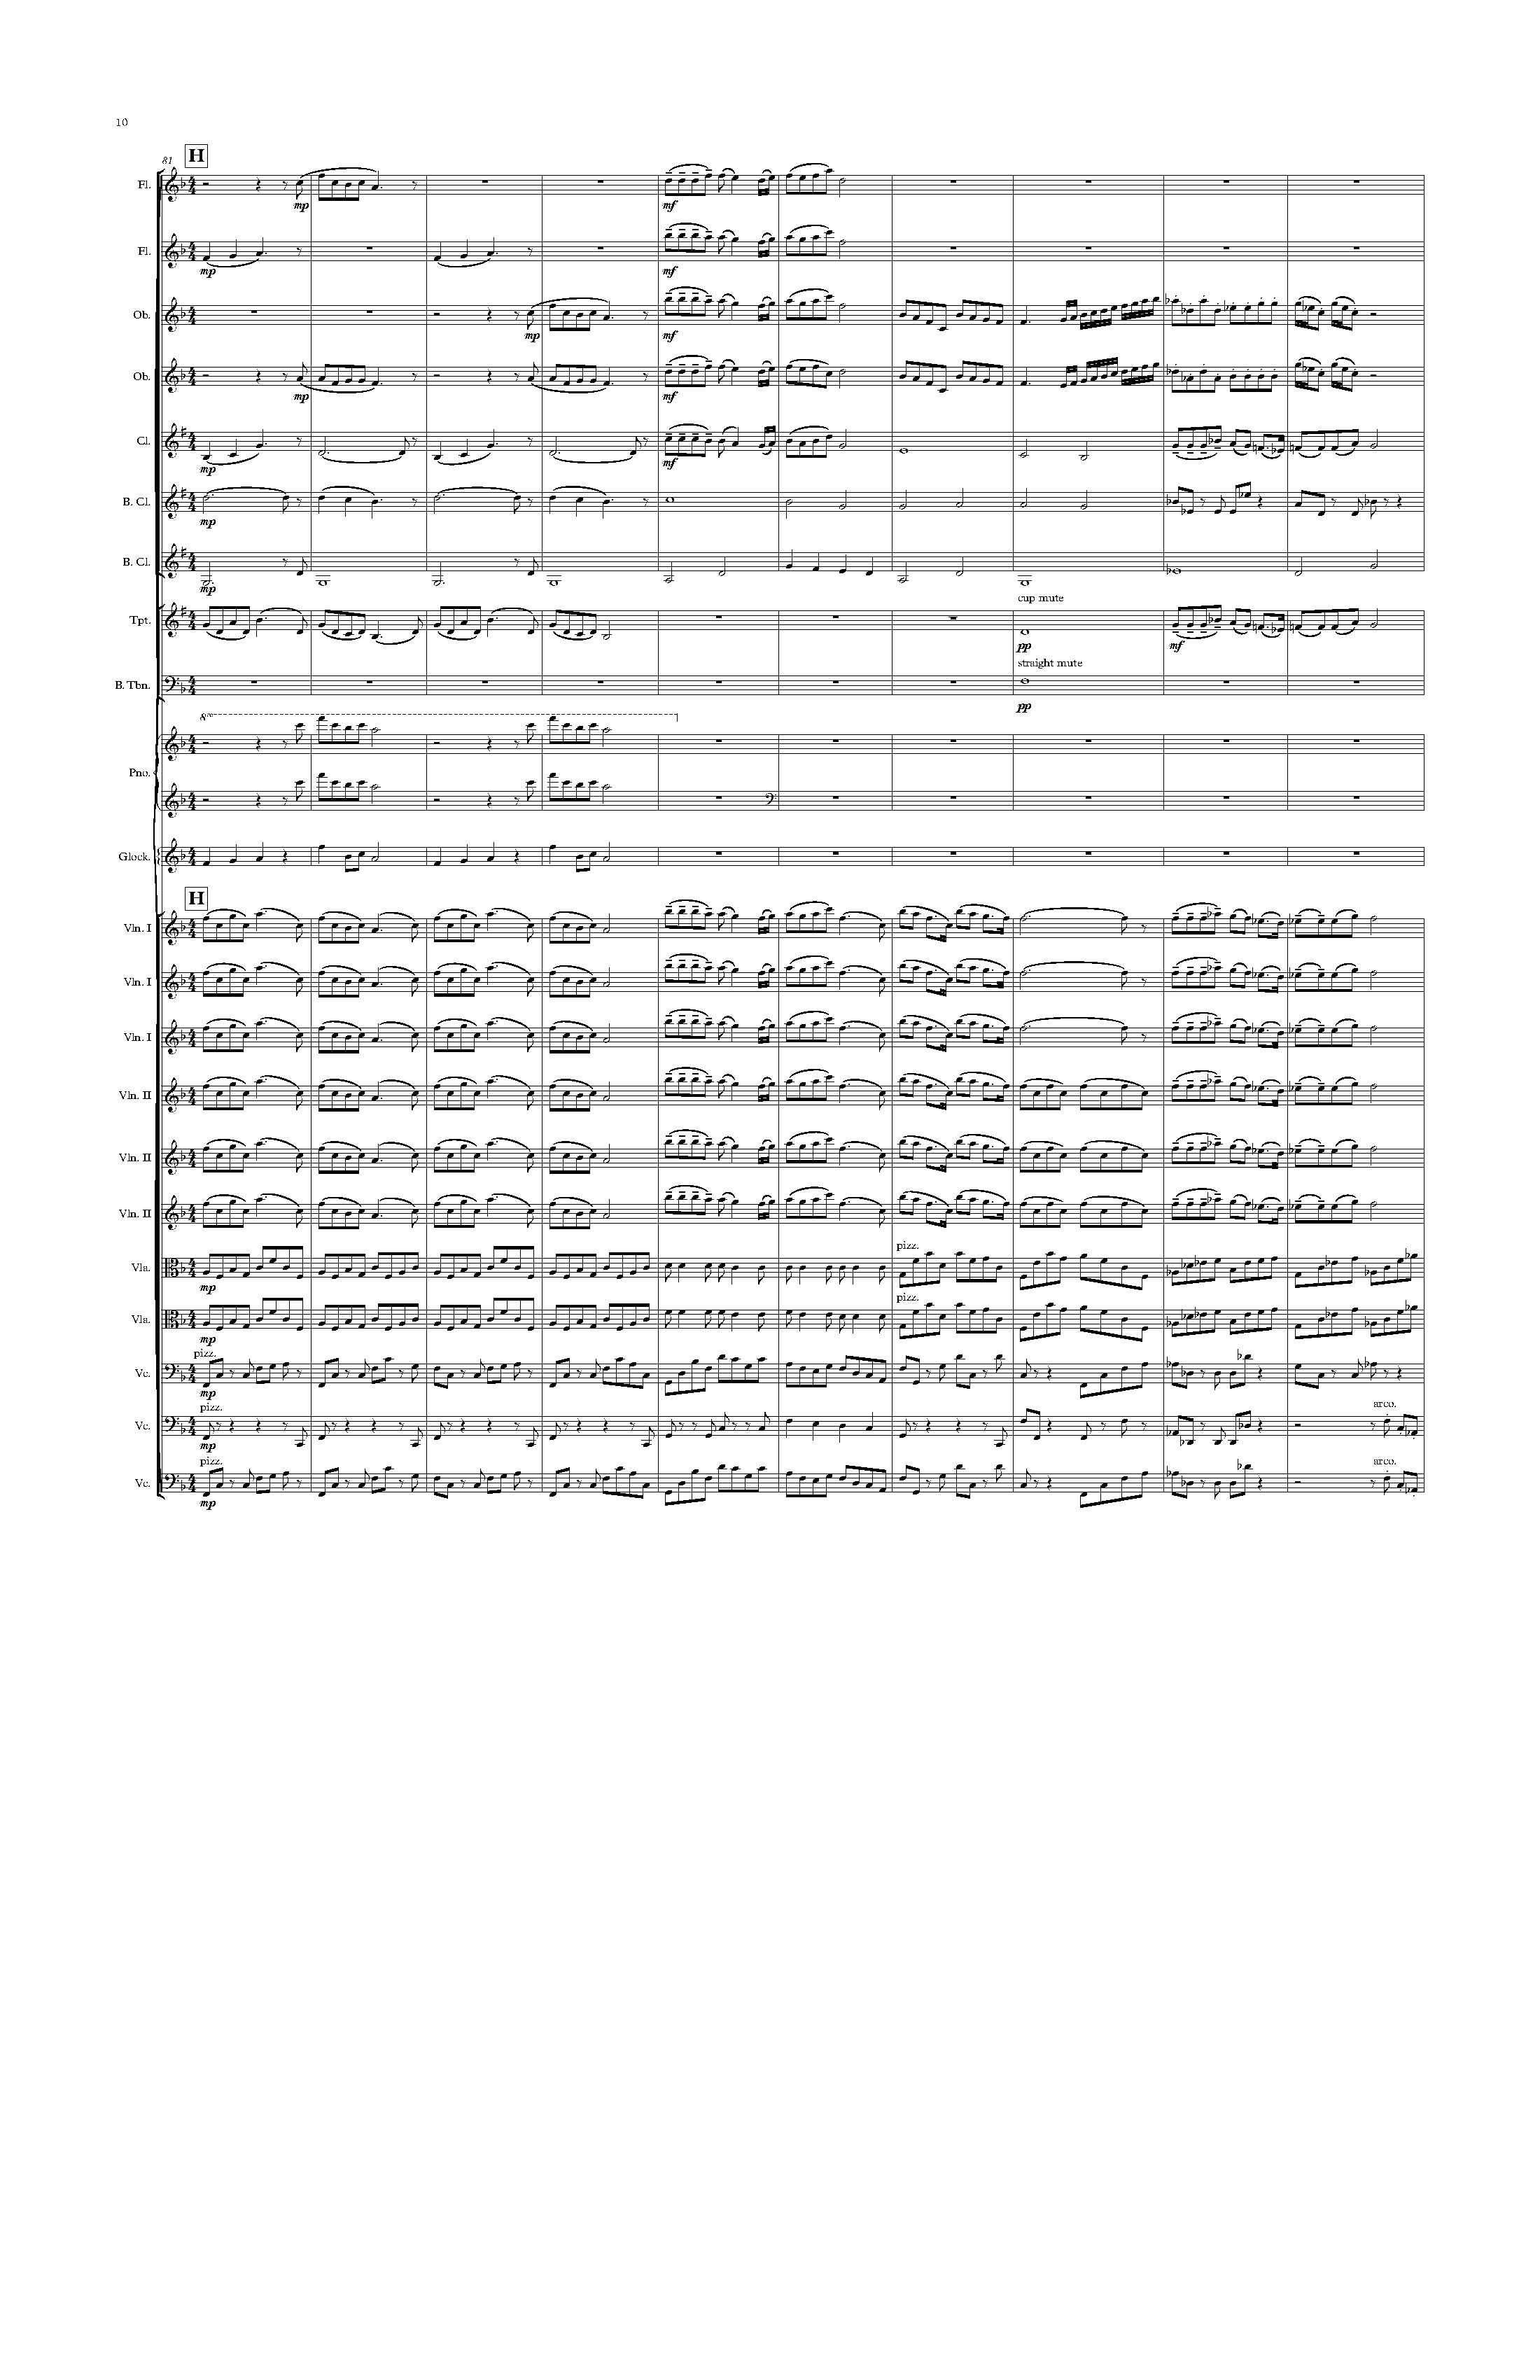 10
81
H
Fl.
mp
mf
Fl.
mp
mf
Ob.
mp
mf
Ob.
mp
mf
Cl.
mp
mf
B. Cl.
mp
B. Cl.
mp
cup mute
Tpt.
pp
mf
straight mute
B. Tbn.
pp
8va
Pno.
Glock.
H
Vln. I
Vln. I
Vln. I
Vln. II
Vln. II
Vln. II
pizz.
Vla.
mp
pizz.
Vla.
mp
pizz.
Vc.
mp
pizz.
arco.
Vc.
mp
pizz.
arco.
Vc.
mp